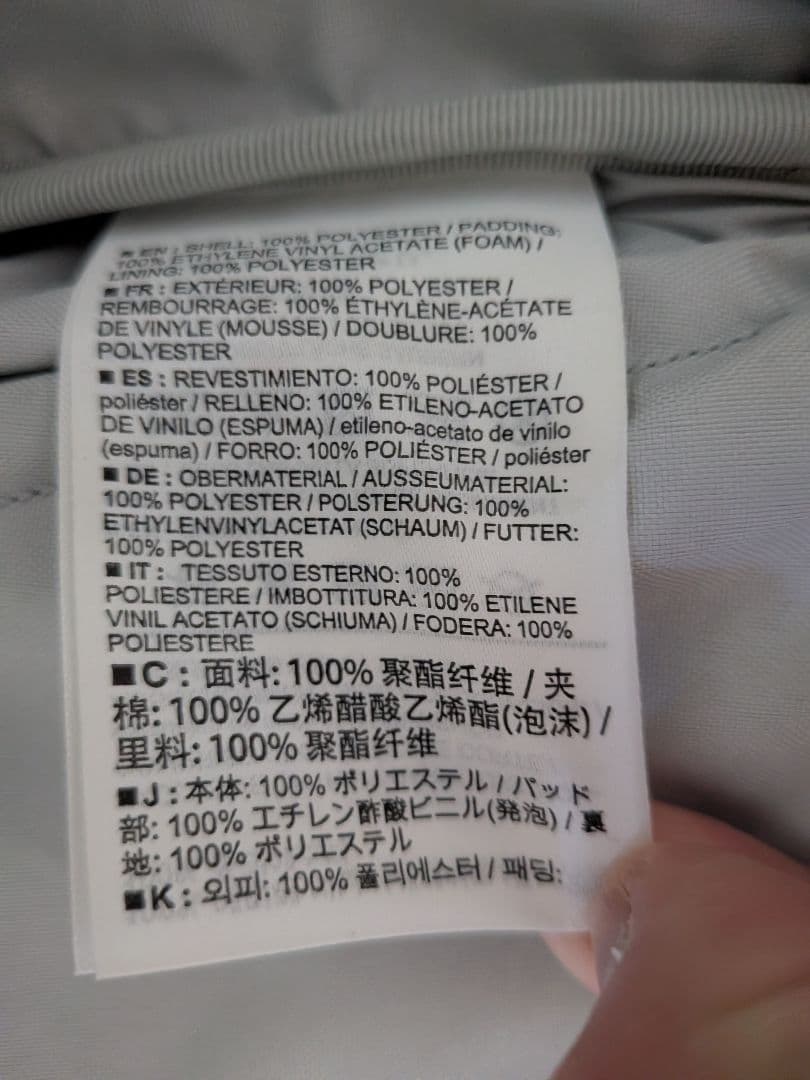 ■ EN : SHELL: 100% POLYESTER / PADDING:
100% ETHYLENE VINYL ACETATE (FOAM) /
LINING: 100% POLYESTER
■ FR : EXTÉRIEUR: 100% POLYESTER /
REMBOURRAGE: 100% ÉTHYLÈNE-ACÉTATE
DE VINYLE (MOUSSE) / DOUBLURE: 100%
POLYESTER
■ ES : REVESTIMIENTO: 100% POLIÉSTER /
poliéster / RELLENO: 100% ETILENO-ACETATO
DE VINILO (ESPUMA) / etileno-acetato de vinilo
(espuma) / FORRO: 100% POLIÉSTER / poliéster
■ DE : OBERMATERIAL / AUSSEUMATERIAL:
100% POLYESTER / POLSTERUNG: 100%
ETHYLENVINYLACETAT (SCHAUM) / FUTTER:
100% POLYESTER
■ IT : TESSUTO ESTERNO: 100%
POLIESTERE / IMBOTTITURA: 100% ETILENE
VINIL ACETATO (SCHIUMA) / FODERA: 100%
POLIESTERE
■C : 面料: 100% 聚酯纤维 / 夹
棉: 100% 乙烯醋酸乙烯酯(泡沫) /
里料: 100% 聚酯纤维
■J : 本体: 100% ポリエステル / パッド
部: 100% エチレン酢酸ビニル(発泡) / 裏
地: 100% ポリエステル
■K : 외피: 100% 폴리에스터 / 패딩: